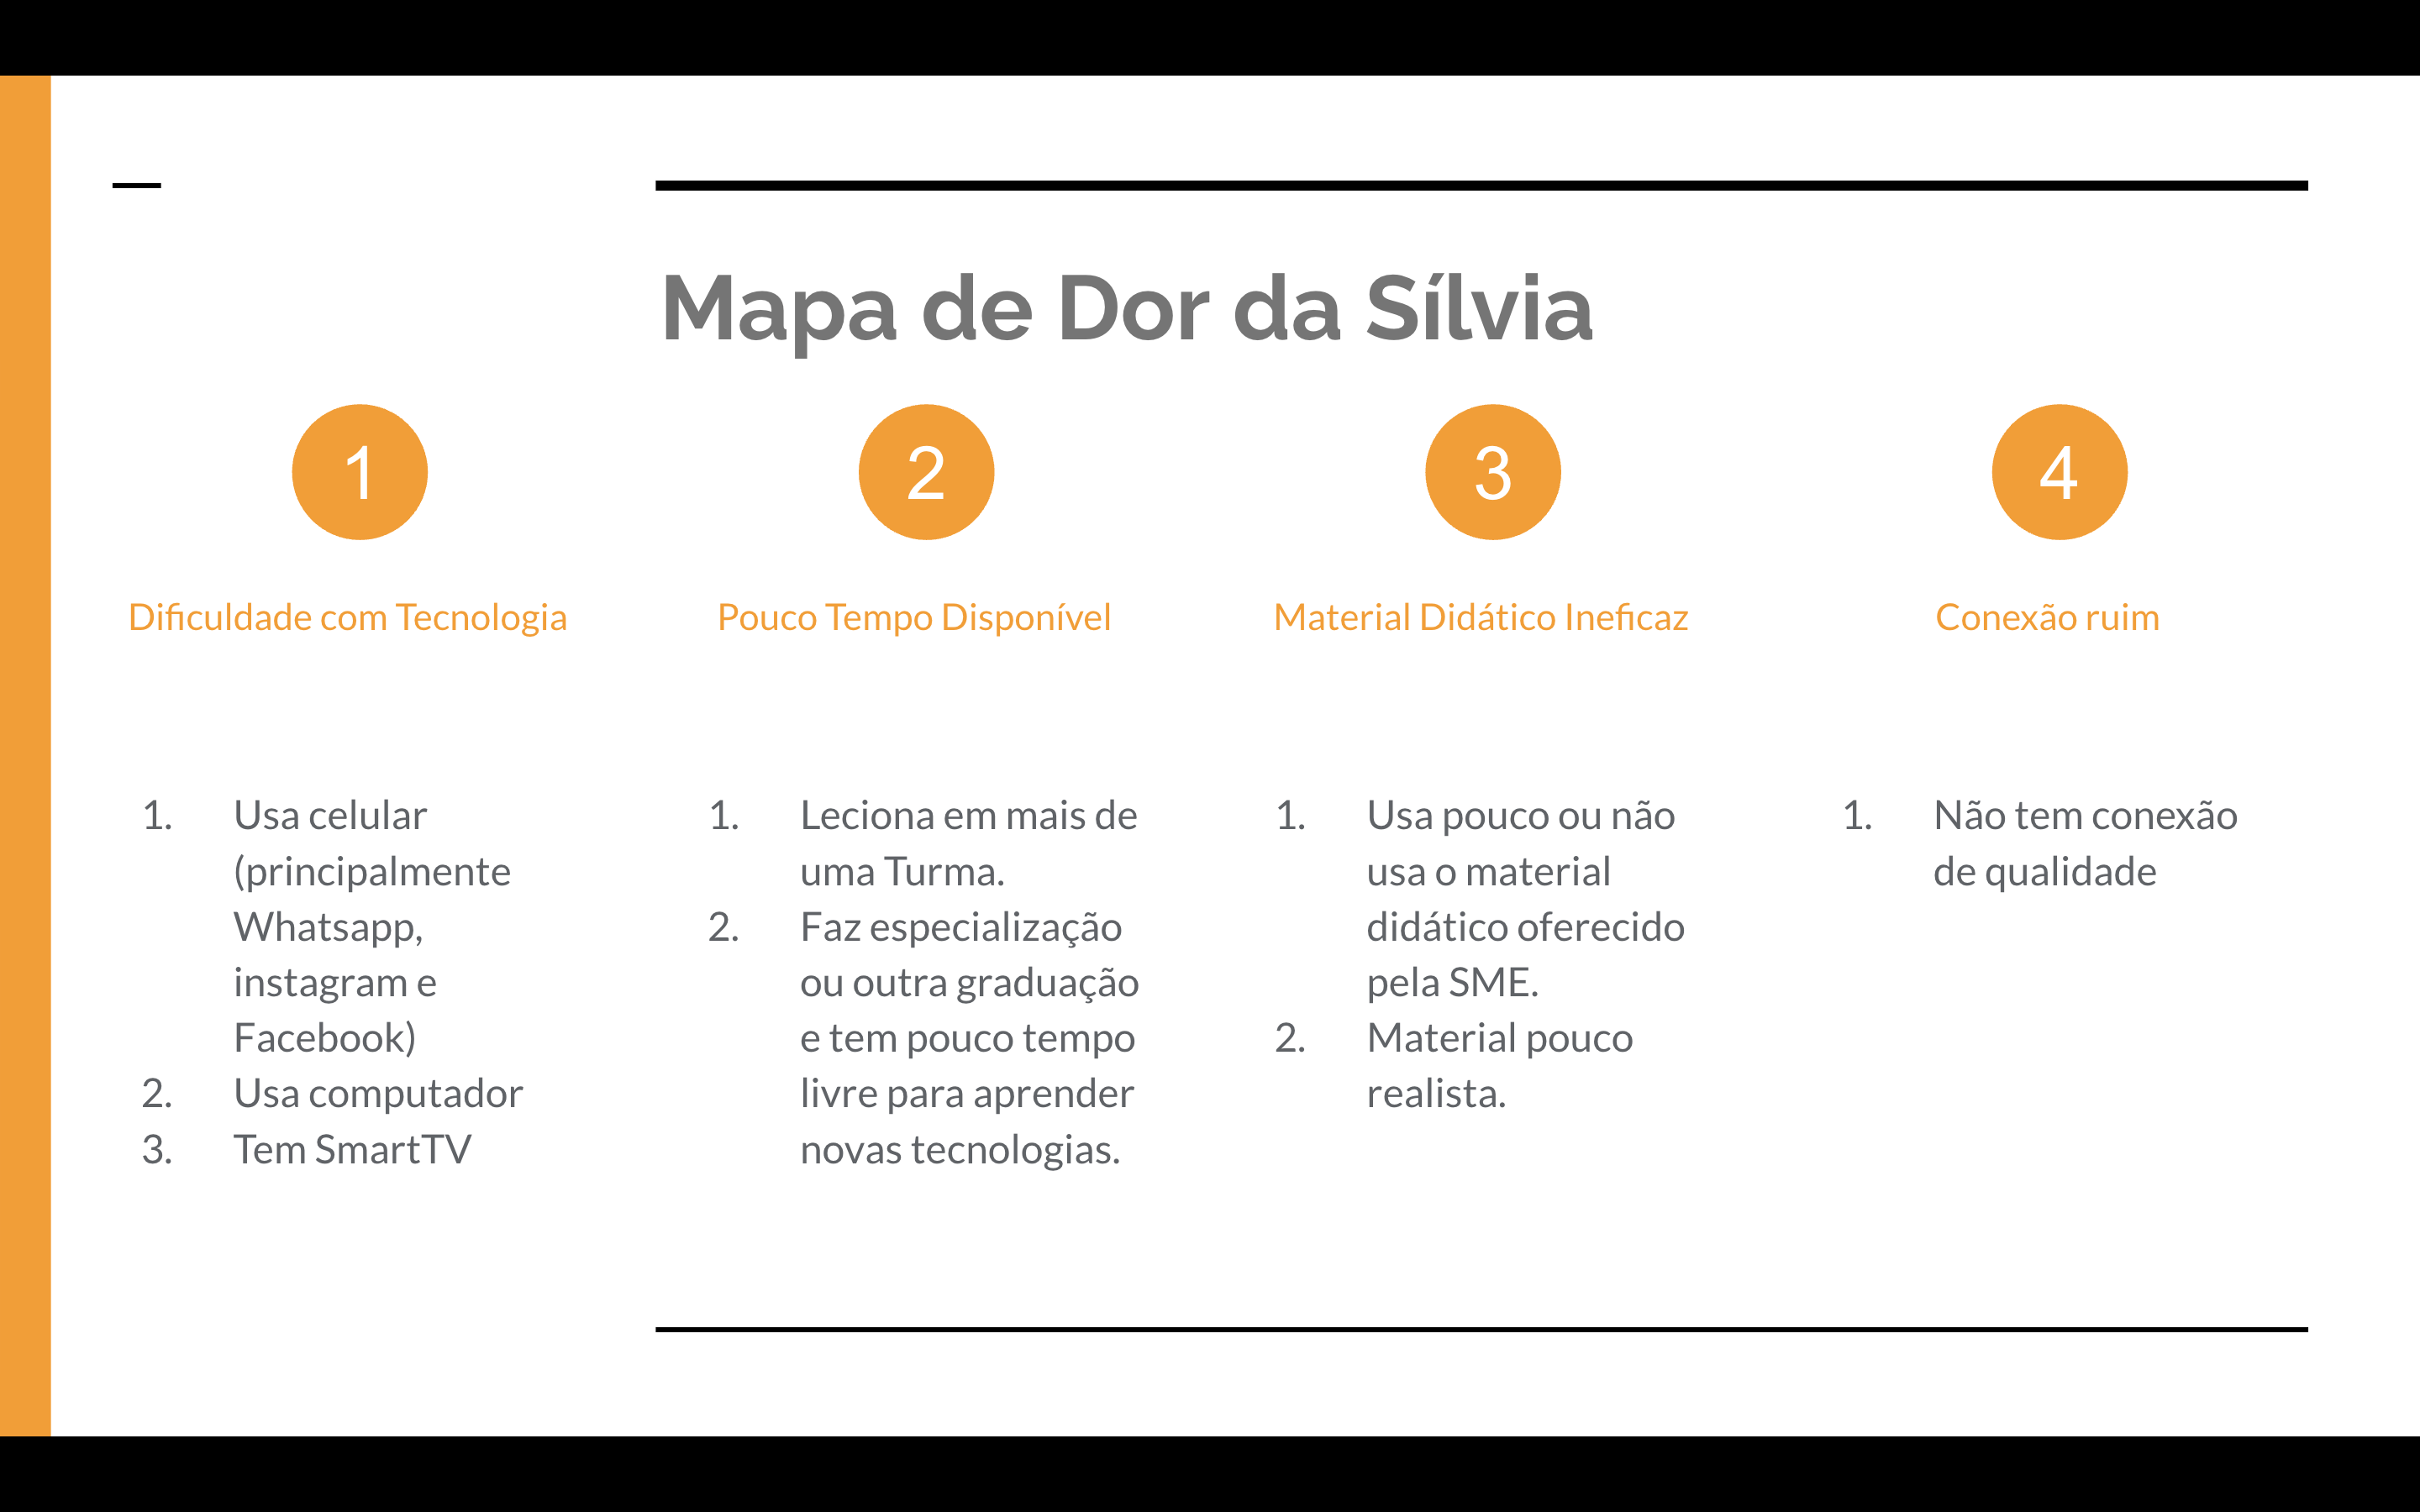 Mapa de Dor da Sílvia
1
Dificuldade com Tecnologia
1. Usa celular
(principalmente
Whatsapp,
instagram e
Facebook)
2. Usa computador
3. Tem SmartTV
2
Pouco Tempo Disponível
1. Leciona em mais de
uma Turma.
2. Faz especialização
ou outra graduação
e tem pouco tempo
livre para aprender
novas tecnologias.
3
Material Didático Ineficaz
1. Usa pouco ou não
usa o material
didático oferecido
pela SME.
2. Material pouco
realista.
4
Conexão ruim
1. Não tem conexão
de qualidade